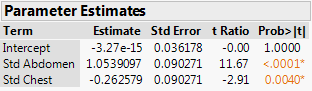 Parameter Estimates
Term Estimate Std Error t Ratio Prob>|t|
Intercept -3.27e-15 0.036178 -0.00 1.0000
Std Abdomen 1.0539097 0.090271 11.67 <.0001*
Std Chest -0.262579 0.090271 -2.91 0.0040*